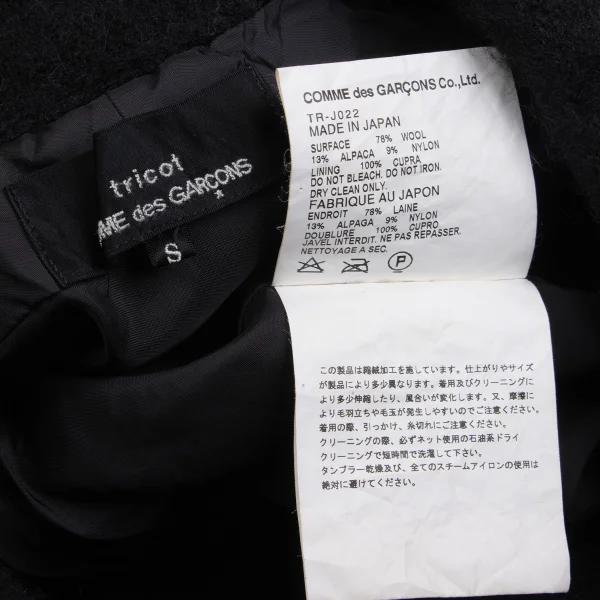 tricot
MME des GARÇONS
S
COMME des GARÇONS Co.,Ltd.
TR-J022
MADE IN JAPAN
SURFACE 78% WOOL
13% ALPACA 9% NYLON
LINING 100% CUPRA
DO NOT BLEACH. DO NOT IRON.
DRY CLEAN ONLY.
FABRIQUE AU JAPON
ENDROIT 78% LAINE
13% ALPAGA 9% NYLON
DOUBLURE 100% CUPRO
JAVEL INTERDIT. NE PAS REPASSER.
NETTOYAGE A SEC.
P
この製品は縮絨加工を施しています。仕上がりやサイズ
が製品により多少異なります。着用及びクリーニングに
より多少伸縮したり、風合いが変化します。又、摩擦に
より毛羽立ちや毛玉が発生しやすいのでご注意ください。
着用の際、引っかけ、糸切れにご注意ください。
クリーニングの際、必ずネット使用の石油系ドライ
クリーニングで短時間で洗濯して下さい。
タンブラー乾燥及び、全てのスチームアイロンの使用は
絶対に避けてください。